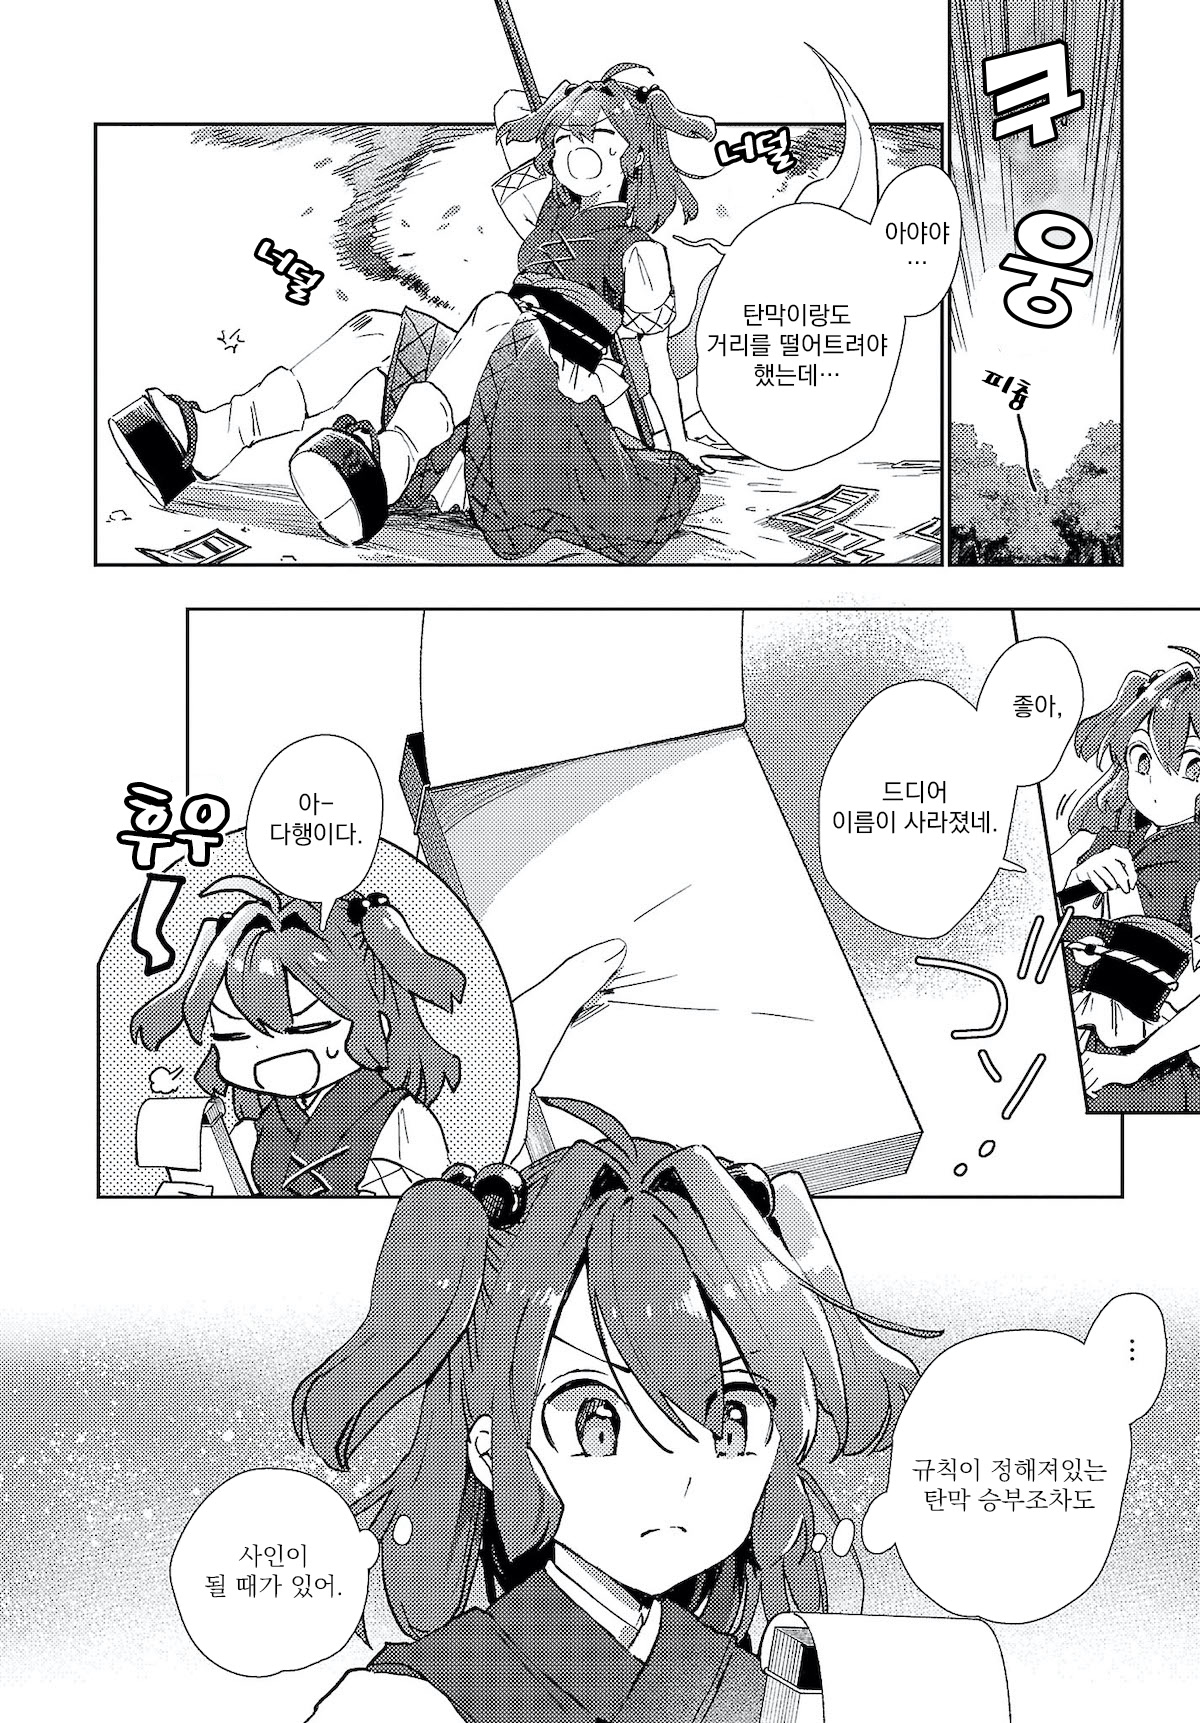 쿠
웅
피츙
아야야
…
탄막이랑도
거리를 떨어트려야
했는데…
너덜
너덜
좋아,
드디어
이름이 사라졌네.
아-
다행이다.
후우
…
규칙이 정해져있는
탄막 승부조차도
사인이
될 때가 있어.